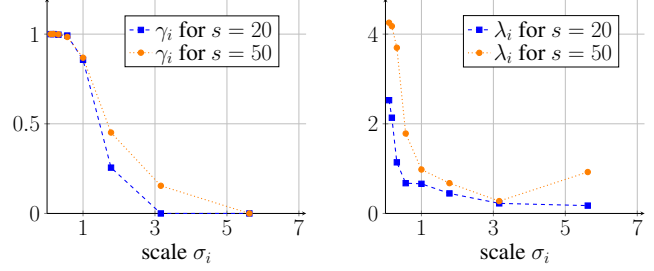 γᵢ for s = 20
γᵢ for s = 50
1
0.5
0
1
3
5
7
scale σᵢ
λᵢ for s = 20
λᵢ for s = 50
4
2
0
1
3
5
7
scale σᵢ